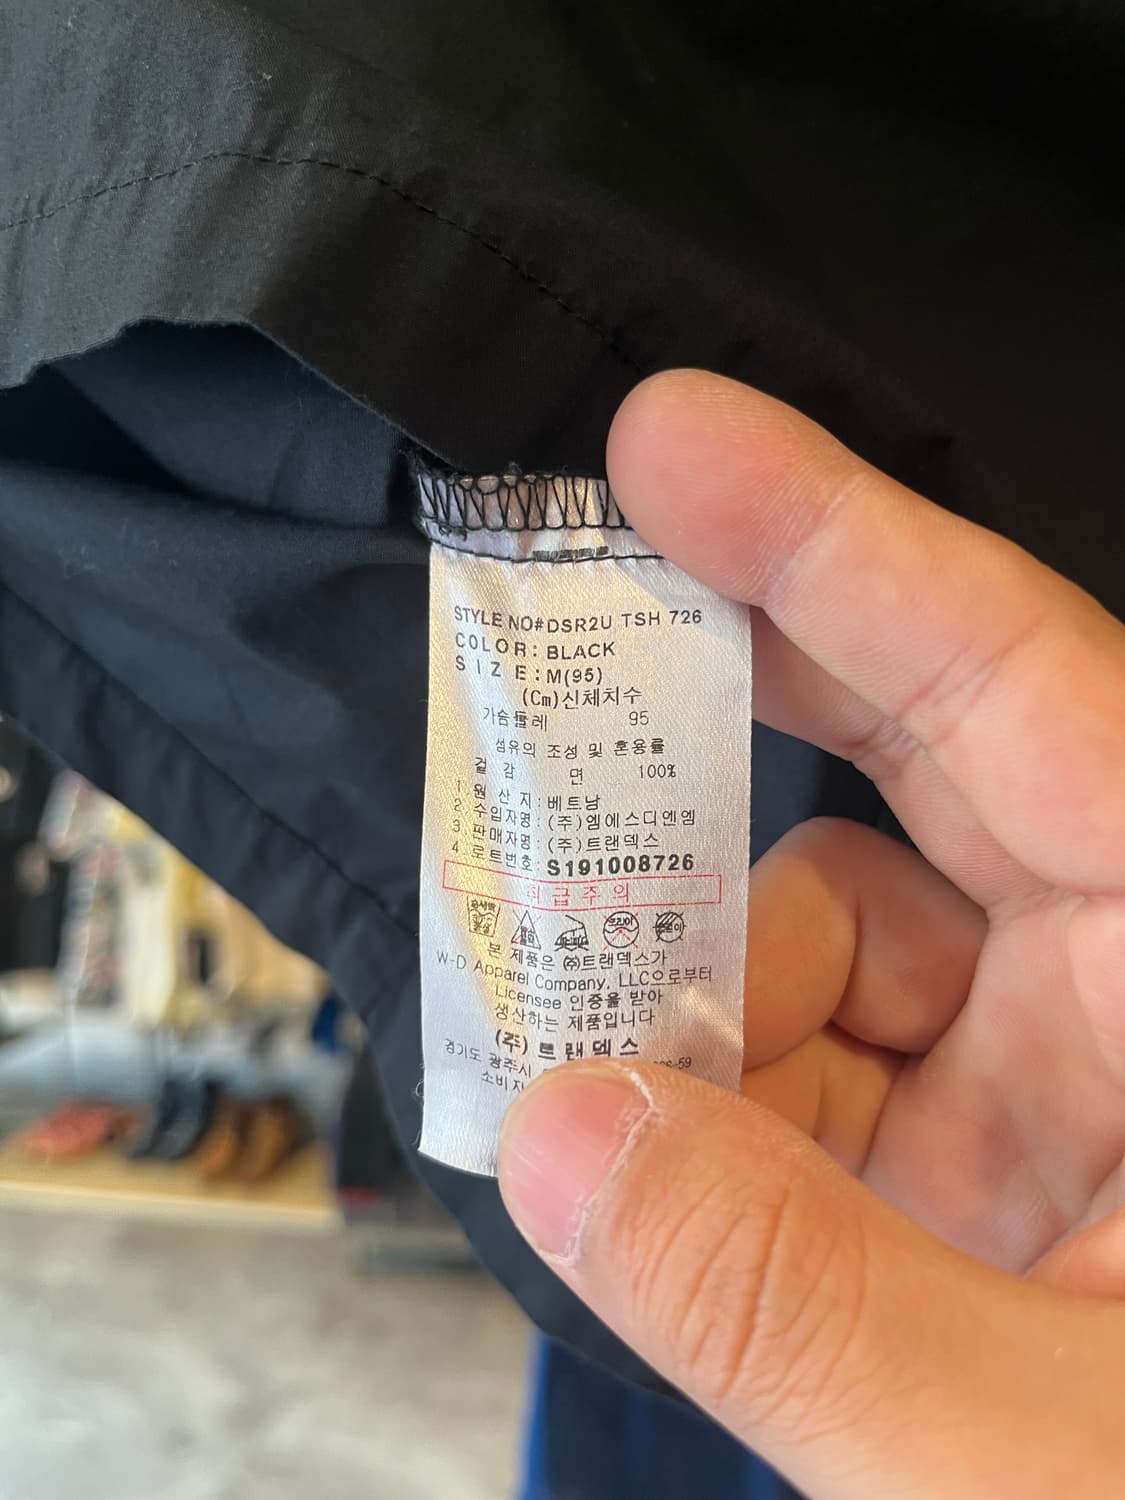 STYLE NO#DSR2U TSH 726
COLOR: BLACK
SIZE: M(95)
(Cm)신체치수
가슴둘레 95
섬유의 조성 및 혼용률
겉감 면 100%
1 원산지: 베트남
2 수입자명: (주)엠에스디엔엠
3 판매자명: (주)트랜덱스
4 로트번호: S191008726
취급주의
본 제품은 ㈜트랜덱스가
W-D Apparel Company, LLC으로부터
Licensee 인증을 받아
생산하는 제품입니다
(주)트랜덱스
경기도 광주시
-59
소비자